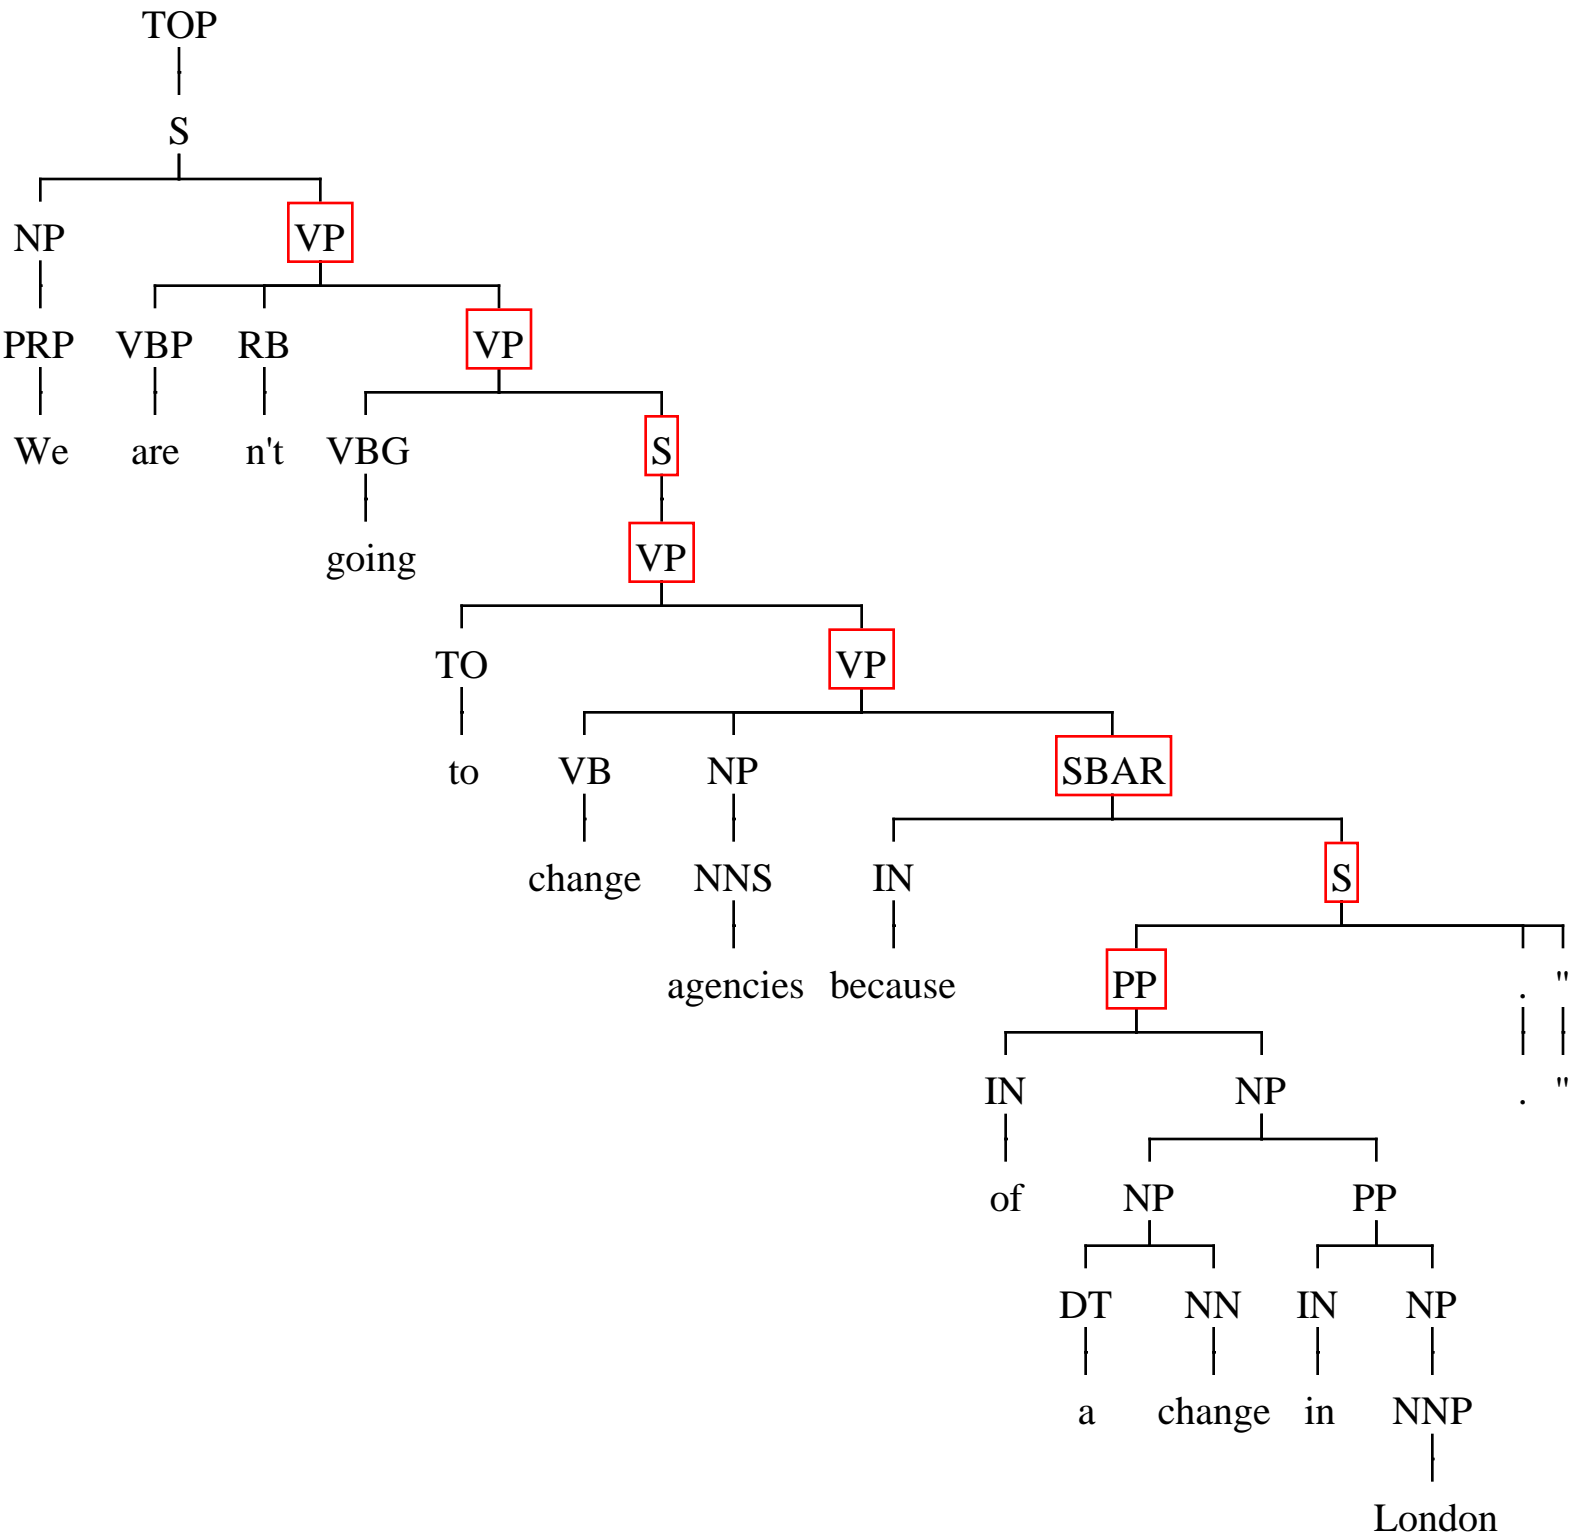 TOP
S
NP VP
PRP VBP RB VP
We are n't VBG S
going VP
TO VP
to VB NP SBAR
change NNS IN S
agencies because PP . "
IN NP . "
of NP PP
DT NN IN NP
a change in NNP
London